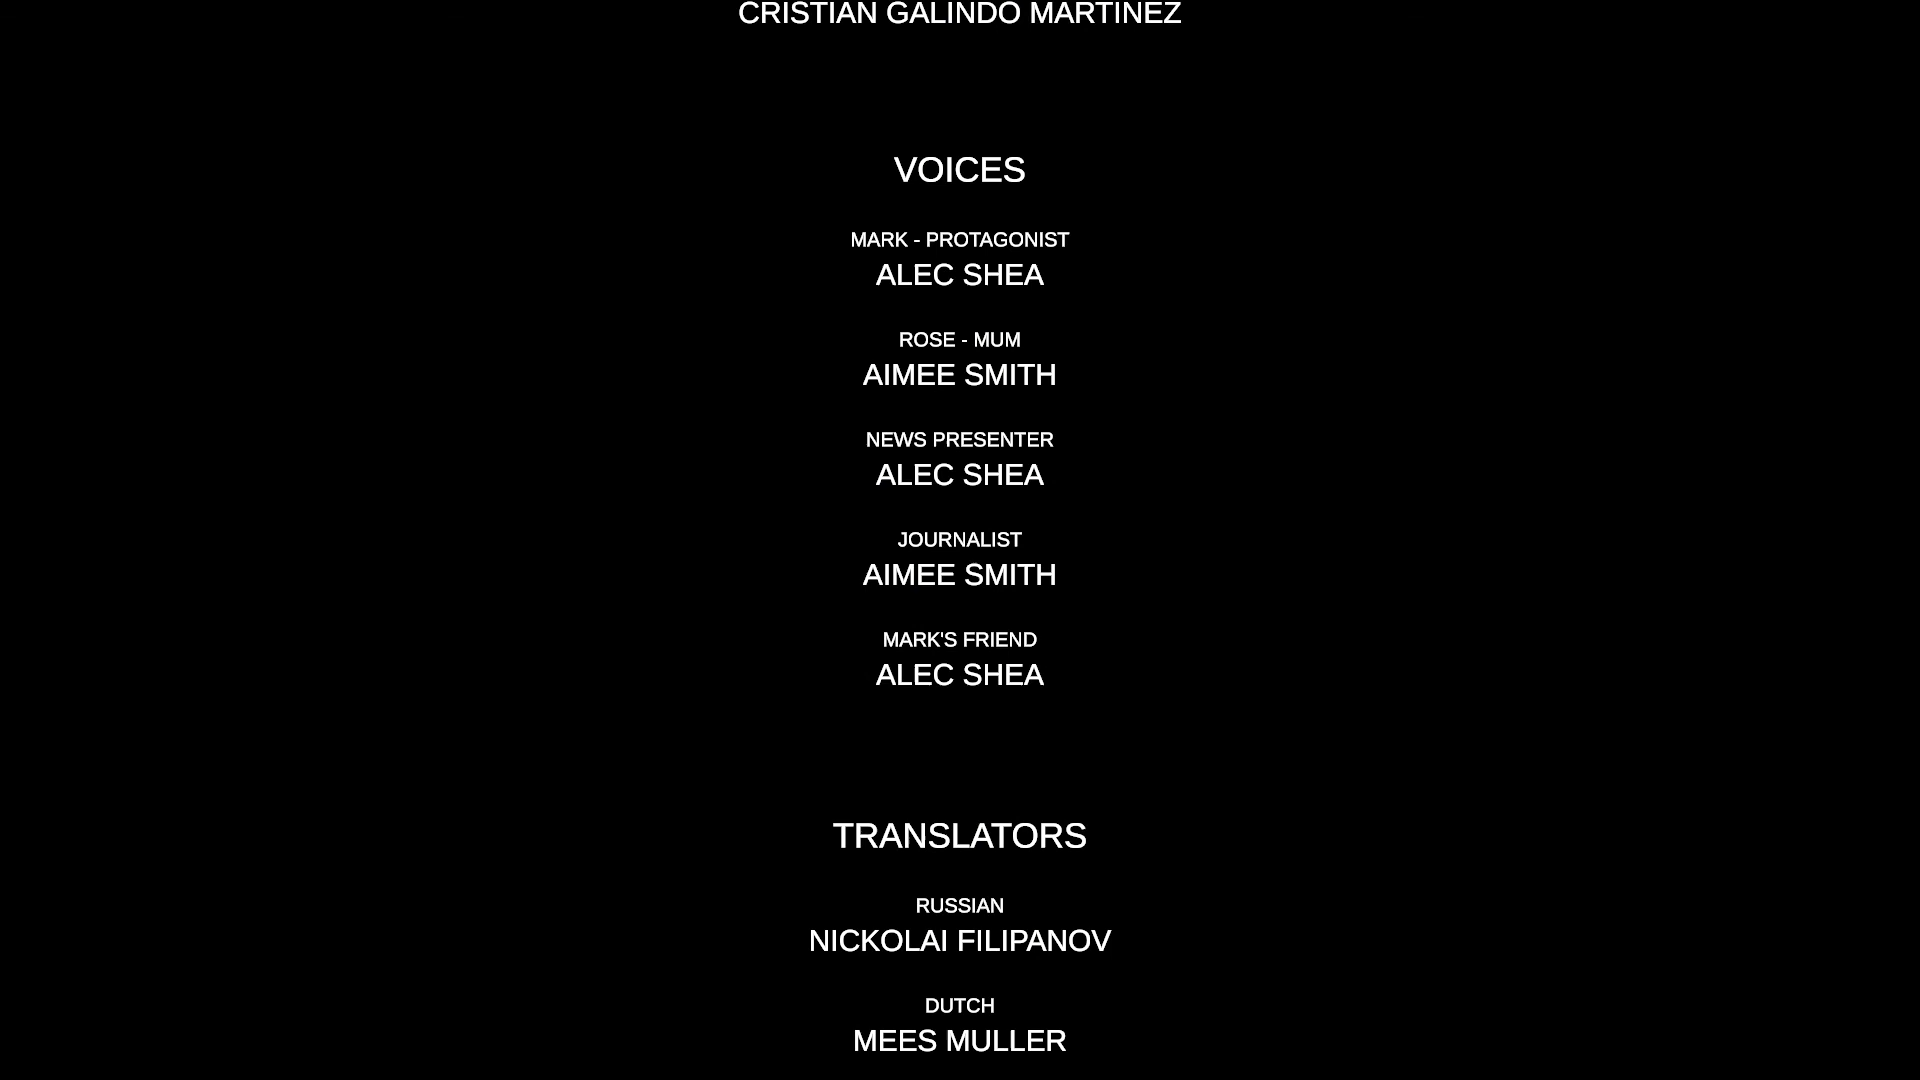 CRISTIAN GALINDO MARTINEZ
VOICES
MARK - PROTAGONIST
ALEC SHEA
ROSE - MUM
AIMEE SMITH
NEWS PRESENTER
ALEC SHEA
JOURNALIST
AIMEE SMITH
MARK'S FRIEND
ALEC SHEA
TRANSLATORS
RUSSIAN
NICKOLAI FILIPANOV
DUTCH
MEES MULLER